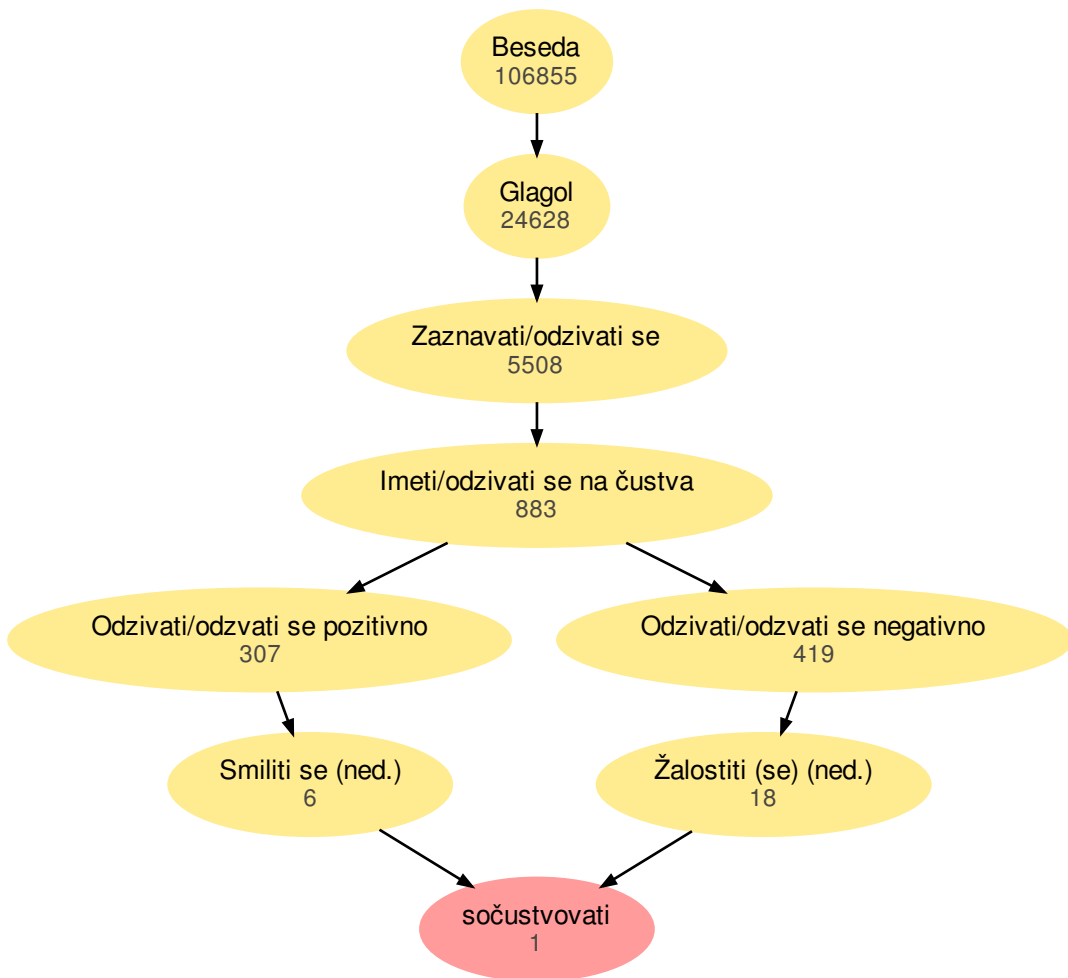 Beseda
106855
Glagol
24628
Zaznavati/odzivati se
5508
Imeti/odzivati se na čustva
883
Odzivati/odzvati se pozitivno
307
Odzivati/odzvati se negativno
419
Smiliti se (ned.)
6
Žalostiti (se) (ned.)
18
sočustvovati
1